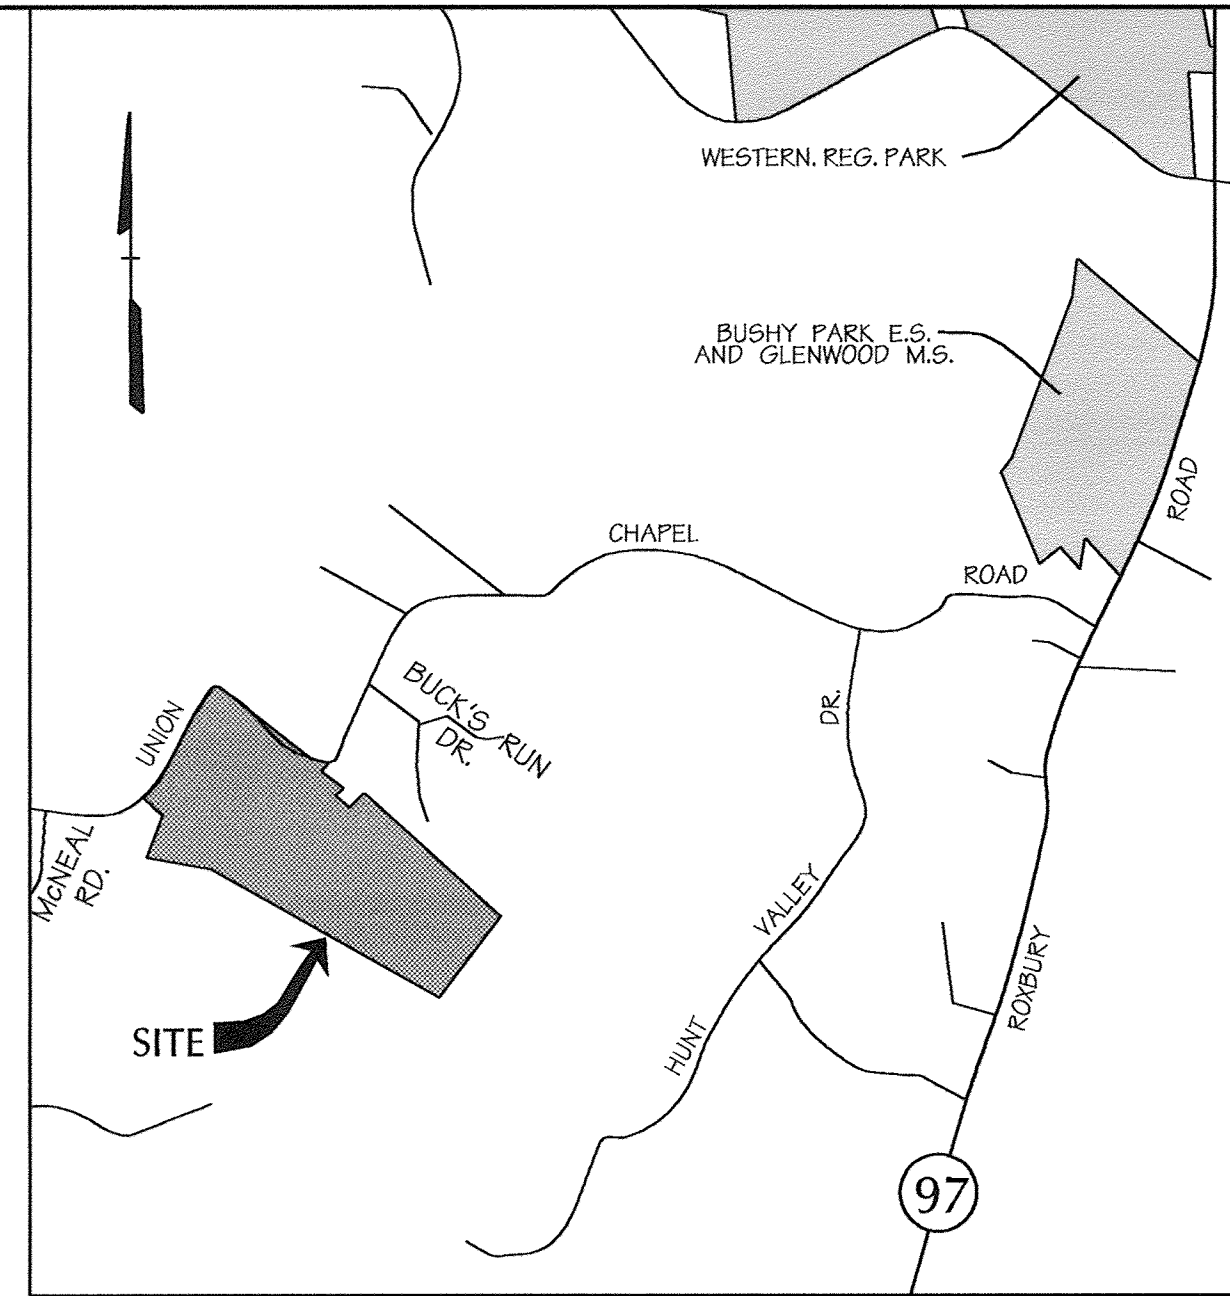 WESTERN. REG. PARK
BUSHY PARK E.S.
AND GLENWOOD M.S.
ROAD
CHAPEL
ROAD
BUCK'S RUN
DR.
UNION
DR.
McNEAL
RD.
VALLEY
ROXBURY
SITE
HUNT
97